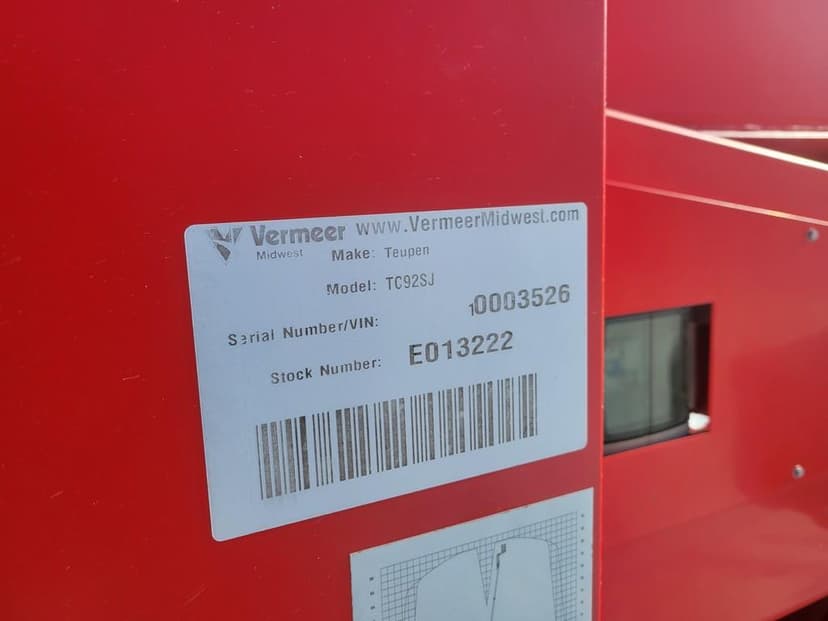 Vermeer www.VermeerMidwest.com
Midwest Make: Teupen
Model: TC92SJ
Serial Number/VIN: 10003526
Stock Number: E013222